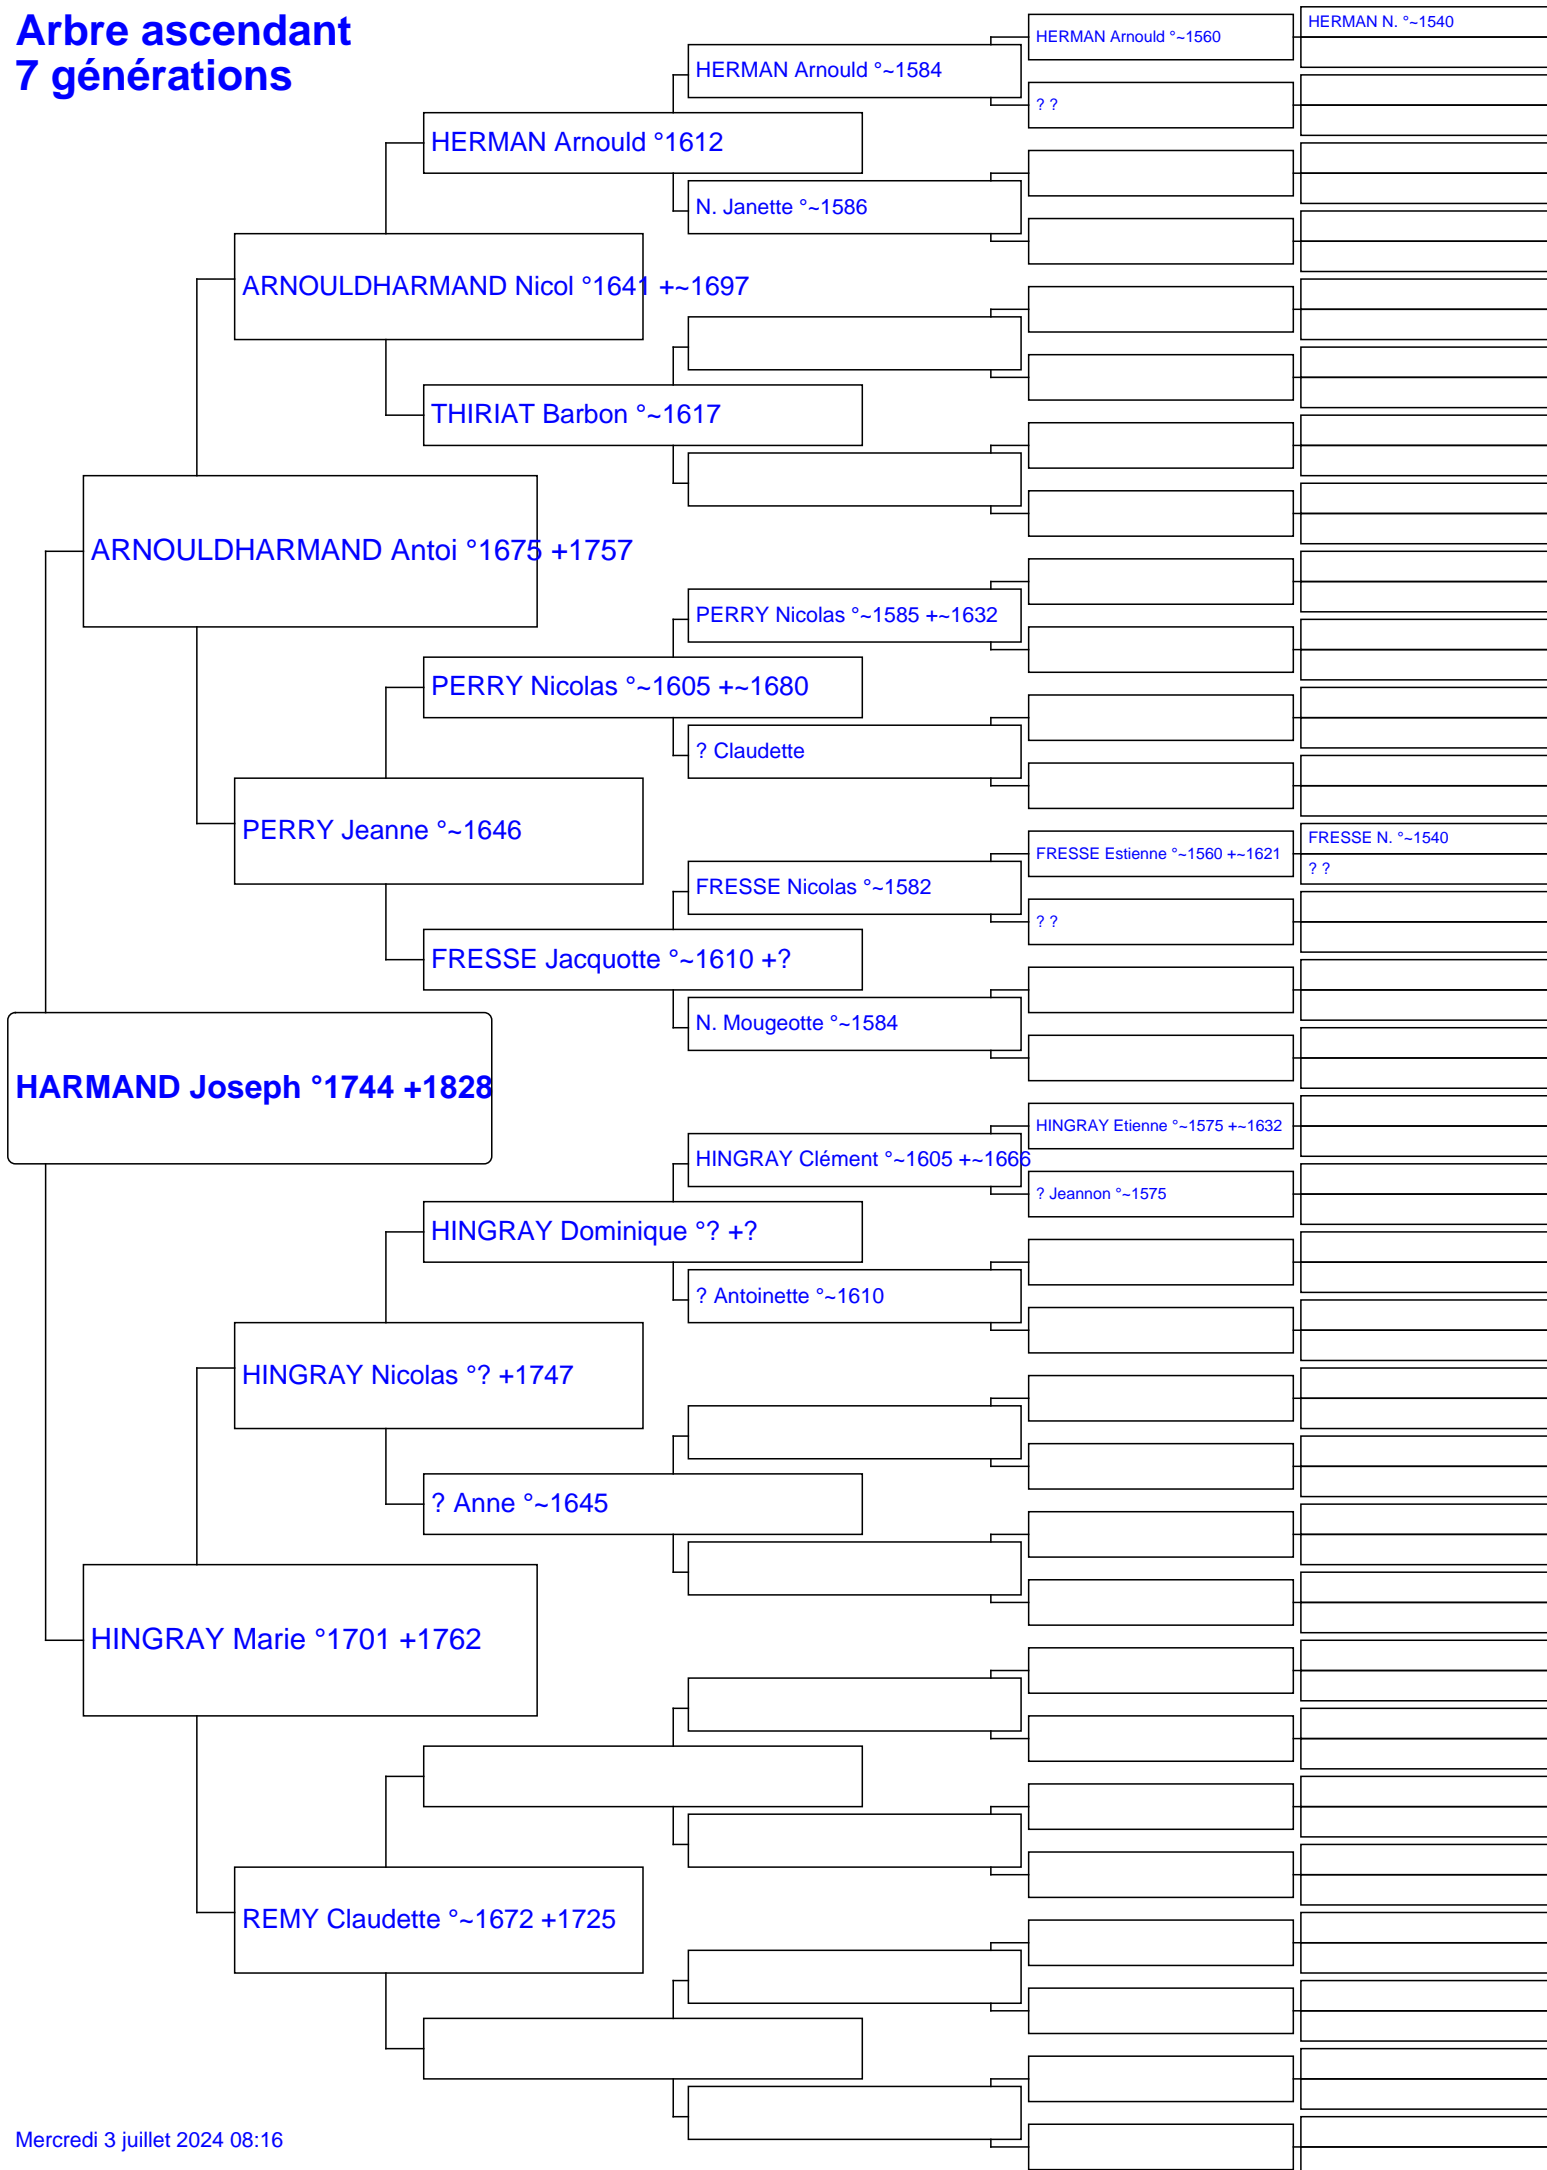 Arbre ascendant
7 générations
HERMAN N. °~1540
HERMAN Arnould °~1560
HERMAN Arnould °~1584
? ?
HERMAN Arnould °1612
N. Janette °~1586
ARNOULDHARMAND Nicol °1641 +~1697
THIRIAT Barbon °~1617
ARNOULDHARMAND Antoi °1675 +1757
PERRY Nicolas °~1585 +~1632
PERRY Nicolas °~1605 +~1680
? Claudette
PERRY Jeanne °~1646
FRESSE N. °~1540
FRESSE Estienne °~1560 +~1621
? ?
FRESSE Nicolas °~1582
? ?
FRESSE Jacquotte °~1610 +?
N. Mougeotte °~1584
HARMAND Joseph °1744 +1828
HINGRAY Etienne °~1575 +~1632
HINGRAY Clément °~1605 +~1666
? Jeannon °~1575
HINGRAY Dominique °? +?
? Antoinette °~1610
HINGRAY Nicolas °? +1747
? Anne °~1645
HINGRAY Marie °1701 +1762
REMY Claudette °~1672 +1725
Mercredi 3 juillet 2024 08:16